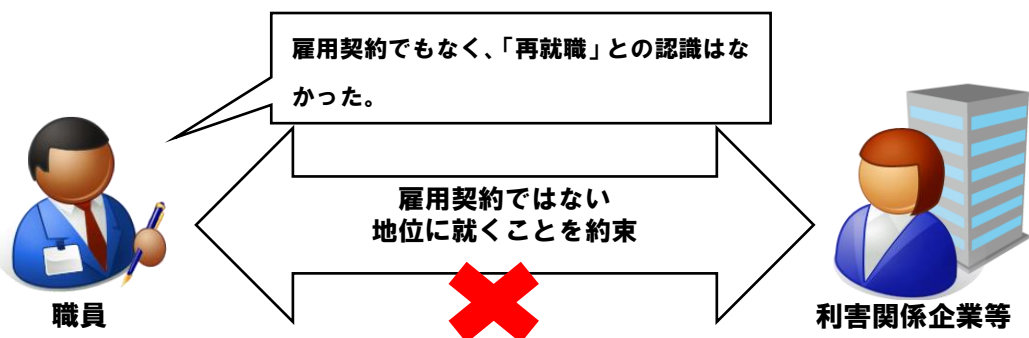 雇用契約でもなく、「再就職」との認識はな
かった。
雇用契約ではない
地位に就くことを約束
職員
利害関係企業等